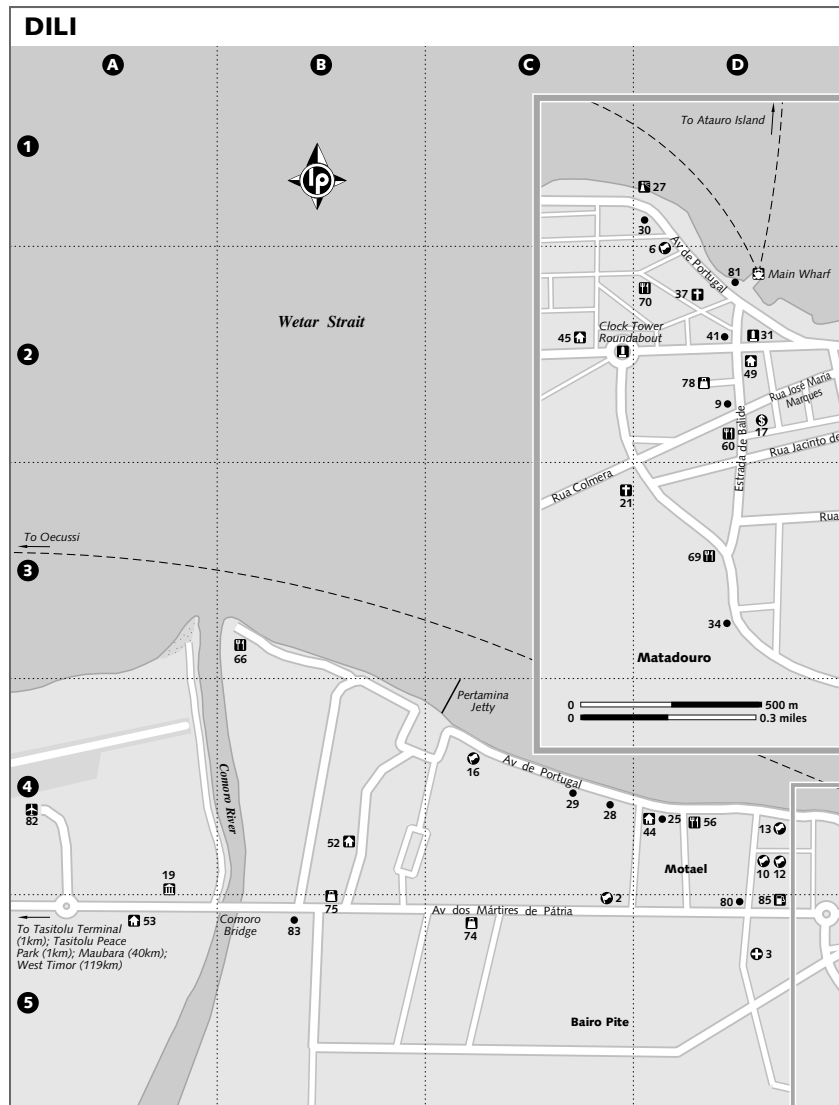 DILI
A
B
C
D
1
To Atauro Island
lp
27
30
6
Av de Portugal
81
Main Wharf
70
37
Wetar Strait
2
45
Clock Tower
Roundabout
41
31
49
78
Rua José Maria
Marques
9
17
60
Estrada de Balide
Rua Jacinto de
Rua Colmera
21
Rua
To Oecussi
3
69
34
66
Matadouro
Pertamina
Jetty
0
500 m
0
0.3 miles
16
Av de Portugal
4
Comoro River
29
28
82
44
25
56
13
52
Motael
10
12
19
75
2
80
85
53
Comoro
Bridge
83
Av dos Mártires de Pátria
74
To Tasitolu Terminal
(1km); Tasitolu Peace
Park (1km); Maubara (40km);
West Timor (119km)
3
5
Bairo Pite